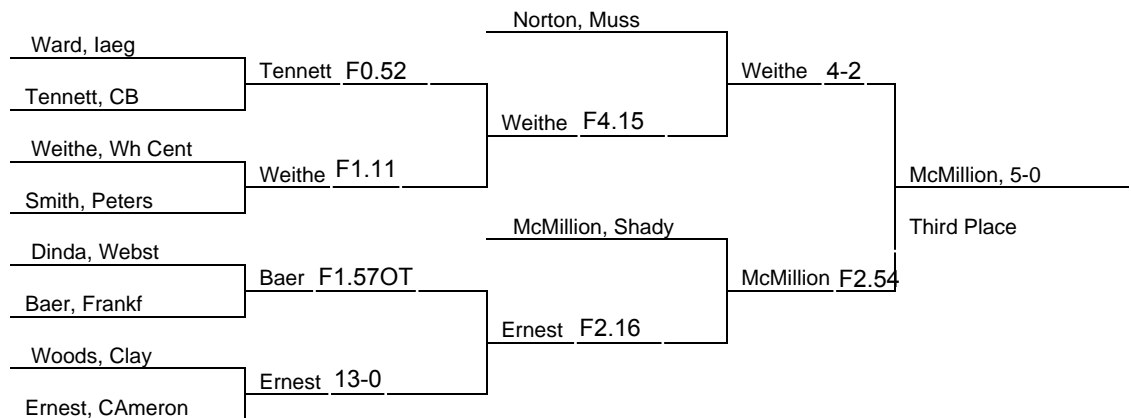 Norton, Muss
Ward, Iaeg
Tennett F0.52
Weithe 4-2
Tennett, CB
Weithe F4.15
Weithe, Wh Cent
Weithe F1.11
McMillion, 5-0
Smith, Peters
McMillion, Shady
Third Place
Dinda, Webst
Baer F1.57OT
McMillion F2.54
Baer, Frankf
Ernest F2.16
Woods, Clay
Ernest 13-0
Ernest, CAmeron